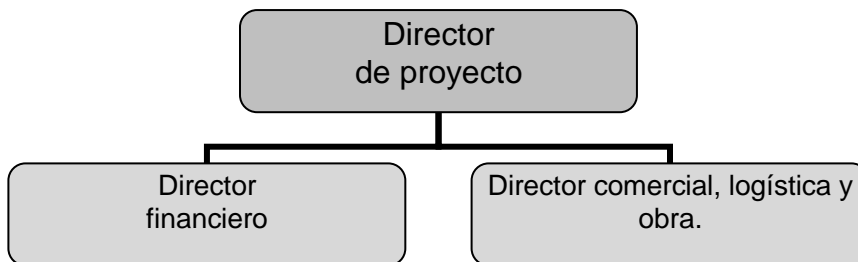 Director
de proyecto
Director
financiero
Director comercial, logística y
obra.